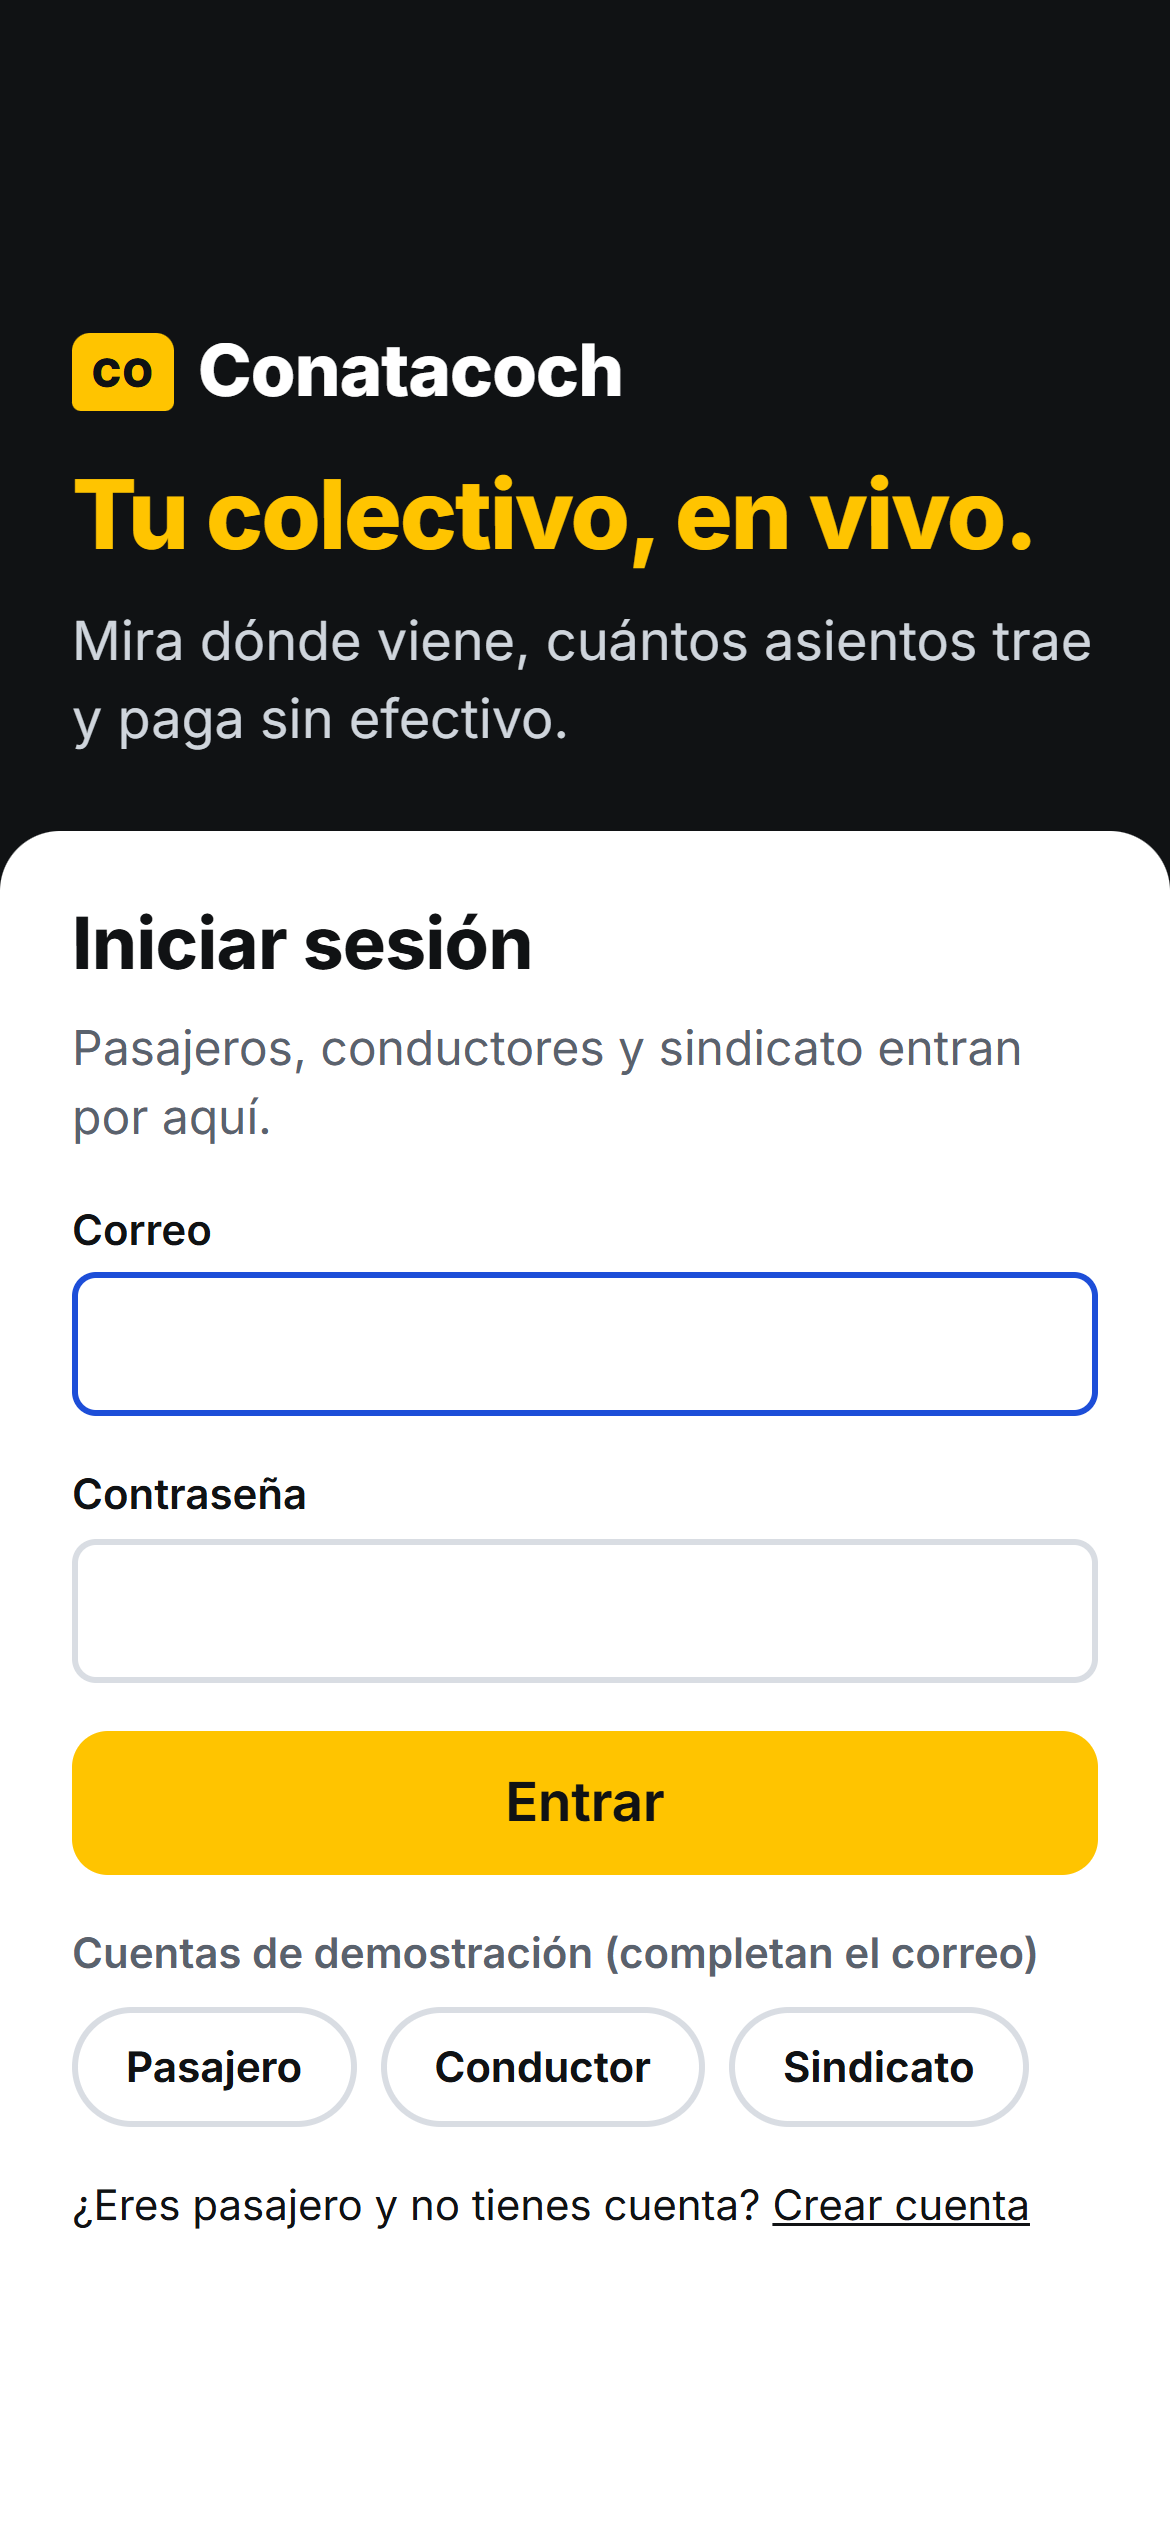 co Conatacoch
Tu colectivo, en vivo.
Mira dónde viene, cuántos asientos trae
y paga sin efectivo.
Iniciar sesión
Pasajeros, conductores y sindicato entran
por aquí.
Correo
Contraseña
Entrar
Cuentas de demostración (completan el correo)
Pasajero Conductor Sindicato
¿Eres pasajero y no tienes cuenta? Crear cuenta